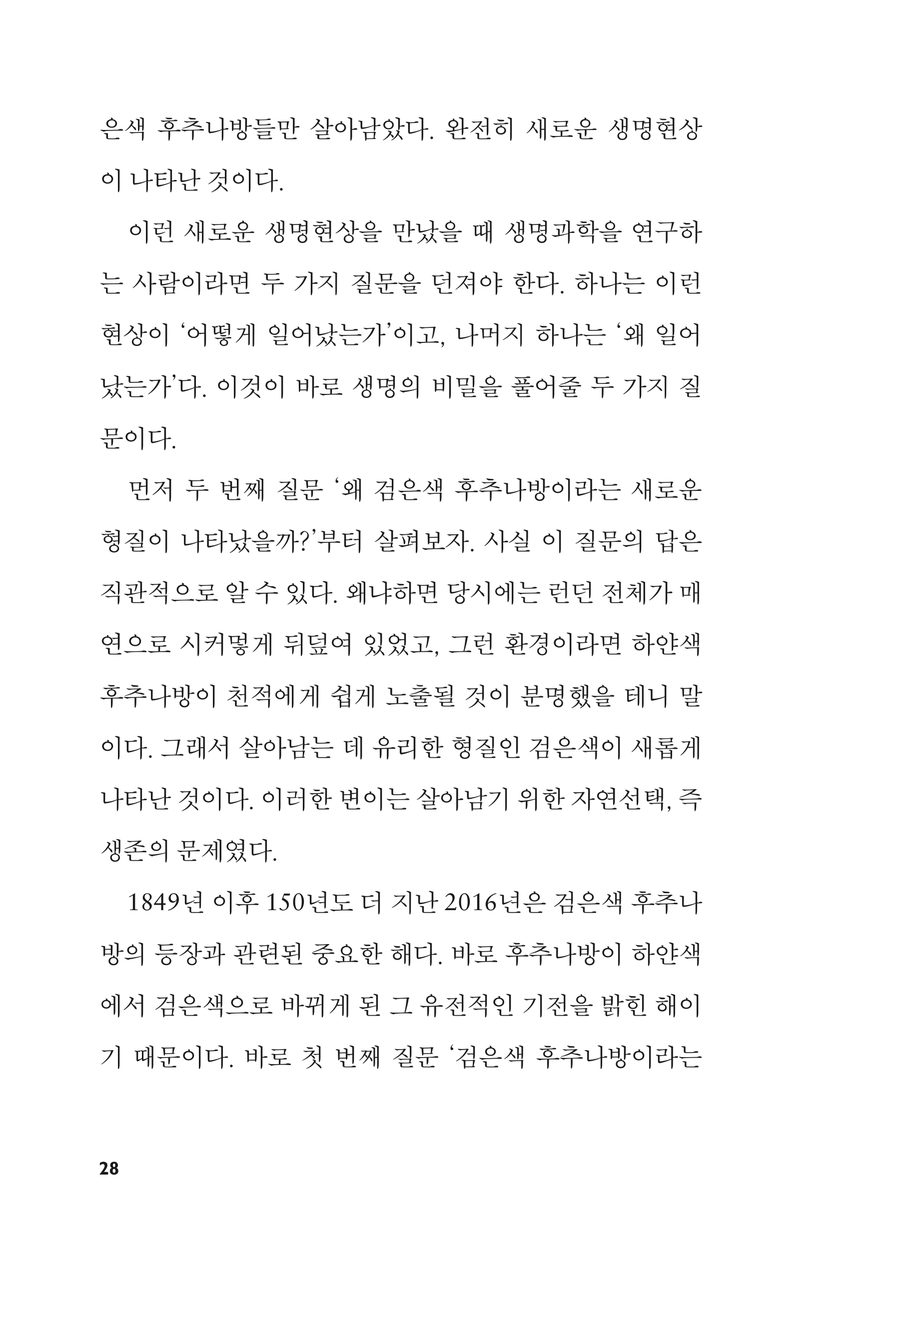 은색 후추나방들만 살아남았다. 완전히 새로운 생명현상
이 나타난 것이다.
이런 새로운 생명현상을 만났을 때 생명과학을 연구하
는 사람이라면 두 가지 질문을 던져야 한다. 하나는 이런
현상이 ‘어떻게 일어났는가’이고, 나머지 하나는 ‘왜 일어
났는가’다. 이것이 바로 생명의 비밀을 풀어줄 두 가지 질
문이다.
먼저 두 번째 질문 ‘왜 검은색 후추나방이라는 새로운
형질이 나타났을까?’부터 살펴보자. 사실 이 질문의 답은
직관적으로 알 수 있다. 왜냐하면 당시에는 런던 전체가 매
연으로 시커멓게 뒤덮여 있었고, 그런 환경이라면 하얀색
후추나방이 천적에게 쉽게 노출될 것이 분명했을 테니 말
이다. 그래서 살아남는 데 유리한 형질인 검은색이 새롭게
나타난 것이다. 이러한 변이는 살아남기 위한 자연선택, 즉
생존의 문제였다.
1849년 이후 150년도 더 지난 2016년은 검은색 후추나
방의 등장과 관련된 중요한 해다. 바로 후추나방이 하얀색
에서 검은색으로 바뀌게 된 그 유전적인 기전을 밝힌 해이
기 때문이다. 바로 첫 번째 질문 ‘검은색 후추나방이라는
28